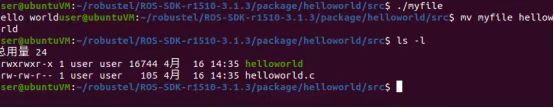 ser@ubuntuVM:~/robustel/ROS-SDK-r1510-3.1.3/package/helloworld/src$ ./myfile
ello worlduser@ubuntuVM:~/robustel/ROS-SDK-r1510-3.1.3/package/helloworld/src$ mv myfile hellow
orld
ser@ubuntuVM:~/robustel/ROS-SDK-r1510-3.1.3/package/helloworld/src$ ls -l
总用量 24
rwxrwxr-x 1 user user 16744 4月 16 14:35 helloworld
rw-rw-r-- 1 user user 105 4月 16 14:35 helloworld.c
ser@ubuntuVM:~/robustel/ROS-SDK-r1510-3.1.3/package/helloworld/src$